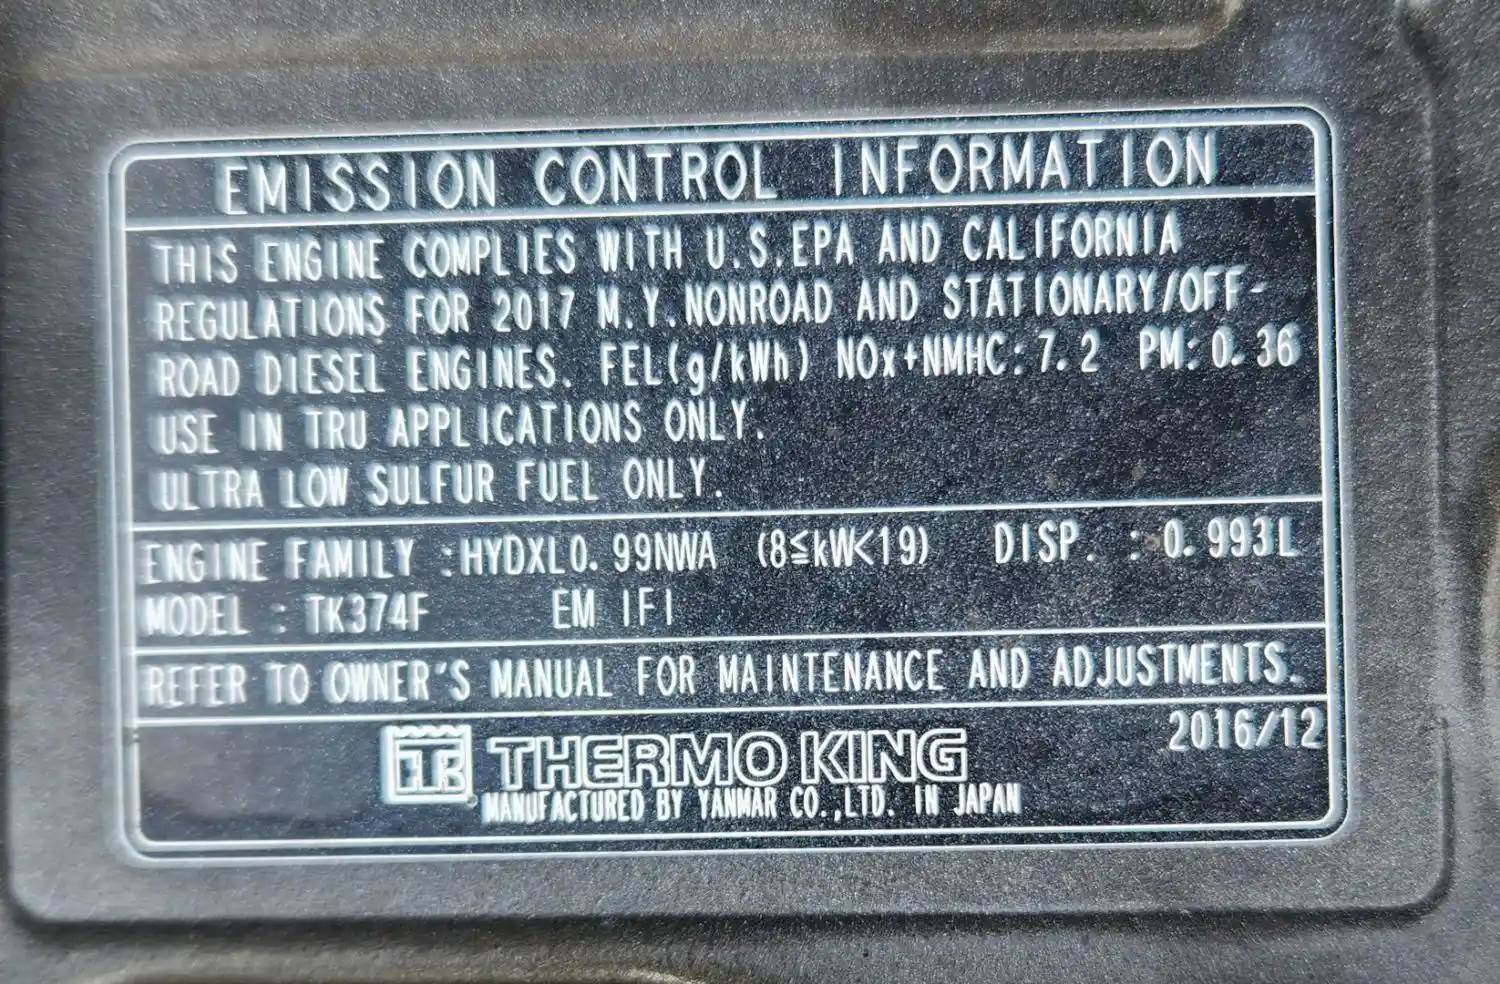 EMISSION CONTROL INFORMATION
THIS ENGINE COMPLIES WITH U.S.EPA AND CALIFORNIA
REGULATIONS FOR 2017 M.Y.NONROAD AND STATIONARY/OFF-
ROAD DIESEL ENGINES. FEL(g/kWh) NOx+NMHC:7.2 PM:0.36
USE IN TRU APPLICATIONS ONLY.
ULTRA LOW SULFUR FUEL ONLY.
ENGINE FAMILY :HYDXL0.99NWA (8≦kW<19) DISP. : 0.993L
MODEL : TK374F EM IFI
REFER TO OWNER'S MANUAL FOR MAINTENANCE AND ADJUSTMENTS.
2016/12
TK THERMO KING
MANUFACTURED BY YANMAR CO.,LTD. IN JAPAN